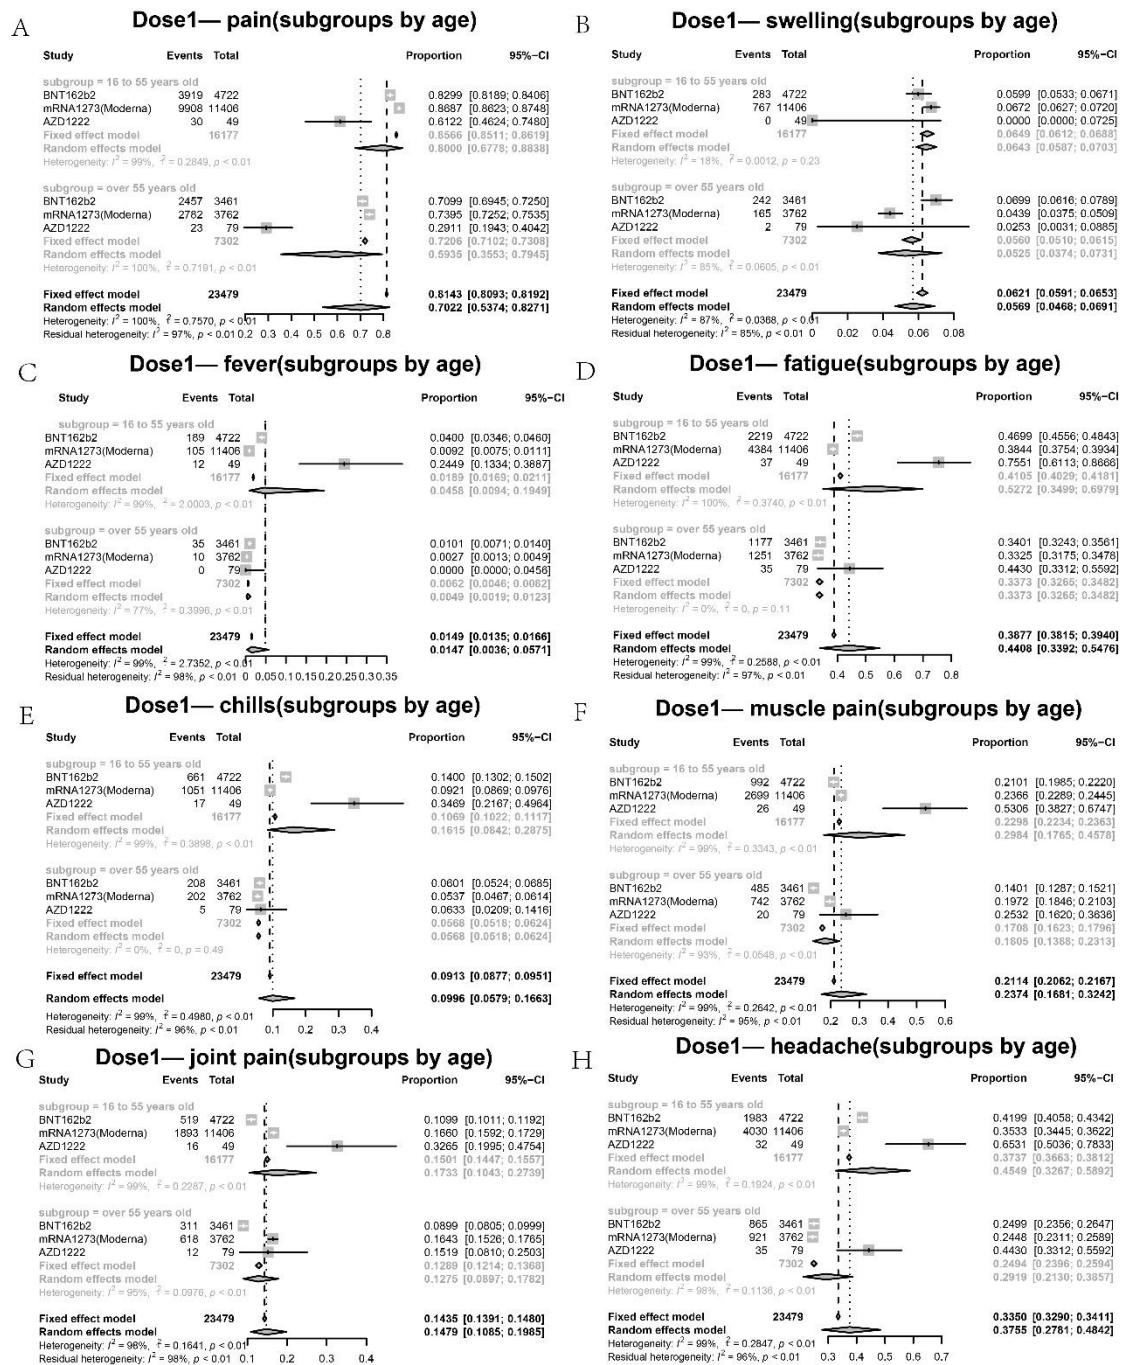 A
Dose1— pain(subgroups by age)
Study Events Total Proportion 95%−CI
subgroup = 16 to 55 years old
BNT162b2 3919 4722 0.8299 [0.8189; 0.8406]
mRNA1273(Moderna) 9908 11406 0.8687 [0.8623; 0.8748]
AZD1222 30 49 0.6122 [0.4624; 0.7480]
Fixed effect model 16177 0.8566 [0.8511; 0.8619]
Random effects model 0.8000 [0.6778; 0.8838]
Heterogeneity: I² = 99%, τ² = 0.2849, p < 0.01
subgroup = over 55 years old
BNT162b2 2457 3461 0.7099 [0.6945; 0.7250]
mRNA1273(Moderna) 2782 3762 0.7395 [0.7252; 0.7535]
AZD1222 23 79 0.2911 [0.1943; 0.4042]
Fixed effect model 7302 0.7206 [0.7102; 0.7308]
Random effects model 0.5935 [0.3553; 0.7945]
Heterogeneity: I² = 100%, τ² = 0.7191, p < 0.01
Fixed effect model 23479 0.8143 [0.8093; 0.8192]
Random effects model 0.7022 [0.5374; 0.8271]
Heterogeneity: I² = 100%, τ² = 0.7570, p < 0.01
Residual heterogeneity: I² = 97%, p < 0.01
0.2 0.3 0.4 0.5 0.6 0.7 0.8
B
Dose1— swelling(subgroups by age)
Study Events Total Proportion 95%−CI
subgroup = 16 to 55 years old
BNT162b2 283 4722 0.0599 [0.0533; 0.0671]
mRNA1273(Moderna) 767 11406 0.0672 [0.0627; 0.0720]
AZD1222 0 49 0.0000 [0.0000; 0.0725]
Fixed effect model 16177 0.0649 [0.0612; 0.0688]
Random effects model 0.0643 [0.0587; 0.0703]
Heterogeneity: I² = 18%, τ² = 0.0012, p = 0.23
subgroup = over 55 years old
BNT162b2 242 3461 0.0699 [0.0616; 0.0789]
mRNA1273(Moderna) 165 3762 0.0439 [0.0375; 0.0509]
AZD1222 2 79 0.0253 [0.0031; 0.0885]
Fixed effect model 7302 0.0560 [0.0510; 0.0615]
Random effects model 0.0525 [0.0374; 0.0731]
Heterogeneity: I² = 85%, τ² = 0.0605, p < 0.01
Fixed effect model 23479 0.0621 [0.0591; 0.0653]
Random effects model 0.0569 [0.0468; 0.0691]
Heterogeneity: I² = 87%, τ² = 0.0368, p < 0.01
Residual heterogeneity: I² = 85%, p < 0.01
0 0.02 0.04 0.06 0.08
C
Dose1— fever(subgroups by age)
Study Events Total Proportion 95%−CI
subgroup = 16 to 55 years old
BNT162b2 189 4722 0.0400 [0.0346; 0.0460]
mRNA1273(Moderna) 105 11406 0.0092 [0.0075; 0.0111]
AZD1222 12 49 0.2449 [0.1334; 0.3887]
Fixed effect model 16177 0.0189 [0.0169; 0.0211]
Random effects model 0.0458 [0.0094; 0.1949]
Heterogeneity: I² = 99%, τ² = 2.0003, p < 0.01
subgroup = over 55 years old
BNT162b2 35 3461 0.0101 [0.0071; 0.0140]
mRNA1273(Moderna) 10 3762 0.0027 [0.0013; 0.0049]
AZD1222 0 79 0.0000 [0.0000; 0.0456]
Fixed effect model 7302 0.0062 [0.0046; 0.0082]
Random effects model 0.0049 [0.0019; 0.0123]
Heterogeneity: I² = 77%, τ² = 0.3996, p < 0.01
Fixed effect model 23479 0.0149 [0.0135; 0.0166]
Random effects model 0.0147 [0.0036; 0.0571]
Heterogeneity: I² = 99%, τ² = 2.7352, p < 0.01
Residual heterogeneity: I² = 98%, p < 0.01
0 0.05 0.1 0.15 0.2 0.25 0.3 0.35
D
Dose1— fatigue(subgroups by age)
Study Events Total Proportion 95%−CI
subgroup = 16 to 55 years old
BNT162b2 2219 4722 0.4699 [0.4556; 0.4843]
mRNA1273(Moderna) 4384 11406 0.3844 [0.3754; 0.3934]
AZD1222 37 49 0.7551 [0.6113; 0.8666]
Fixed effect model 16177 0.4105 [0.4029; 0.4181]
Random effects model 0.5272 [0.3499; 0.6979]
Heterogeneity: I² = 100%, τ² = 0.3740, p < 0.01
subgroup = over 55 years old
BNT162b2 1177 3461 0.3401 [0.3243; 0.3561]
mRNA1273(Moderna) 1251 3762 0.3325 [0.3175; 0.3478]
AZD1222 35 79 0.4430 [0.3312; 0.5592]
Fixed effect model 7302 0.3373 [0.3265; 0.3482]
Random effects model 0.3373 [0.3265; 0.3482]
Heterogeneity: I² = 0%, τ² = 0, p = 0.11
Fixed effect model 23479 0.3877 [0.3815; 0.3940]
Random effects model 0.4408 [0.3392; 0.5476]
Heterogeneity: I² = 99%, τ² = 0.2588, p < 0.01
Residual heterogeneity: I² = 97%, p < 0.01
0.4 0.5 0.6 0.7 0.8
E
Dose1— chills(subgroups by age)
Study Events Total Proportion 95%−CI
subgroup = 16 to 55 years old
BNT162b2 661 4722 0.1400 [0.1302; 0.1502]
mRNA1273(Moderna) 1051 11406 0.0921 [0.0869; 0.0976]
AZD1222 17 49 0.3469 [0.2167; 0.4964]
Fixed effect model 16177 0.1069 [0.1022; 0.1117]
Random effects model 0.1615 [0.0842; 0.2875]
Heterogeneity: I² = 99%, τ² = 0.3898, p < 0.01
subgroup = over 55 years old
BNT162b2 208 3461 0.0601 [0.0524; 0.0685]
mRNA1273(Moderna) 202 3762 0.0537 [0.0467; 0.0614]
AZD1222 5 79 0.0633 [0.0209; 0.1416]
Fixed effect model 7302 0.0568 [0.0518; 0.0624]
Random effects model 0.0568 [0.0518; 0.0624]
Heterogeneity: I² = 0%, τ² = 0, p = 0.49
Fixed effect model 23479 0.0913 [0.0877; 0.0951]
Random effects model 0.0996 [0.0579; 0.1663]
Heterogeneity: I² = 99%, τ² = 0.4980, p < 0.01
Residual heterogeneity: I² = 96%, p < 0.01
0.1 0.2 0.3 0.4
F
Dose1— muscle pain(subgroups by age)
Study Events Total Proportion 95%−CI
subgroup = 16 to 55 years old
BNT162b2 992 4722 0.2101 [0.1985; 0.2220]
mRNA1273(Moderna) 2699 11406 0.2366 [0.2289; 0.2445]
AZD1222 26 49 0.5306 [0.3827; 0.6747]
Fixed effect model 16177 0.2298 [0.2234; 0.2363]
Random effects model 0.2984 [0.1765; 0.4578]
Heterogeneity: I² = 99%, τ² = 0.3343, p < 0.01
subgroup = over 55 years old
BNT162b2 485 3461 0.1401 [0.1287; 0.1521]
mRNA1273(Moderna) 742 3762 0.1972 [0.1846; 0.2103]
AZD1222 20 79 0.2532 [0.1620; 0.3636]
Fixed effect model 7302 0.1708 [0.1623; 0.1796]
Random effects model 0.1805 [0.1388; 0.2313]
Heterogeneity: I² = 93%, τ² = 0.0548, p < 0.01
Fixed effect model 23479 0.2114 [0.2062; 0.2167]
Random effects model 0.2374 [0.1681; 0.3242]
Heterogeneity: I² = 99%, τ² = 0.2642, p < 0.01
Residual heterogeneity: I² = 95%, p < 0.01
0.2 0.3 0.4 0.5 0.6
G
Dose1— joint pain(subgroups by age)
Study Events Total Proportion 95%−CI
subgroup = 16 to 55 years old
BNT162b2 519 4722 0.1099 [0.1011; 0.1192]
mRNA1273(Moderna) 1893 11406 0.1660 [0.1592; 0.1729]
AZD1222 16 49 0.3265 [0.1995; 0.4754]
Fixed effect model 16177 0.1501 [0.1447; 0.1557]
Random effects model 0.1733 [0.1043; 0.2739]
Heterogeneity: I² = 99%, τ² = 0.2287, p < 0.01
subgroup = over 55 years old
BNT162b2 311 3461 0.0899 [0.0805; 0.0999]
mRNA1273(Moderna) 618 3762 0.1643 [0.1526; 0.1765]
AZD1222 12 79 0.1519 [0.0810; 0.2503]
Fixed effect model 7302 0.1289 [0.1214; 0.1368]
Random effects model 0.1275 [0.0897; 0.1782]
Heterogeneity: I² = 95%, τ² = 0.0976, p < 0.01
Fixed effect model 23479 0.1435 [0.1391; 0.1480]
Random effects model 0.1479 [0.1085; 0.1985]
Heterogeneity: I² = 98%, τ² = 0.1641, p < 0.01
Residual heterogeneity: I² = 98%, p < 0.01
0.1 0.2 0.3 0.4
H
Dose1— headache(subgroups by age)
Study Events Total Proportion 95%−CI
subgroup = 16 to 55 years old
BNT162b2 1983 4722 0.4199 [0.4058; 0.4342]
mRNA1273(Moderna) 4030 11406 0.3533 [0.3445; 0.3622]
AZD1222 32 49 0.6531 [0.5036; 0.7833]
Fixed effect model 16177 0.3737 [0.3663; 0.3812]
Random effects model 0.4549 [0.3267; 0.5892]
Heterogeneity: I² = 99%, τ² = 0.1924, p < 0.01
subgroup = over 55 years old
BNT162b2 865 3461 0.2499 [0.2356; 0.2647]
mRNA1273(Moderna) 921 3762 0.2448 [0.2311; 0.2589]
AZD1222 35 79 0.4430 [0.3312; 0.5592]
Fixed effect model 7302 0.2494 [0.2396; 0.2594]
Random effects model 0.2919 [0.2130; 0.3857]
Heterogeneity: I² = 98%, τ² = 0.1136, p < 0.01
Fixed effect model 23479 0.3350 [0.3290; 0.3411]
Random effects model 0.3755 [0.2781; 0.4842]
Heterogeneity: I² = 99%, τ² = 0.2847, p < 0.01
Residual heterogeneity: I² = 96%, p < 0.01
0.3 0.4 0.5 0.6 0.7